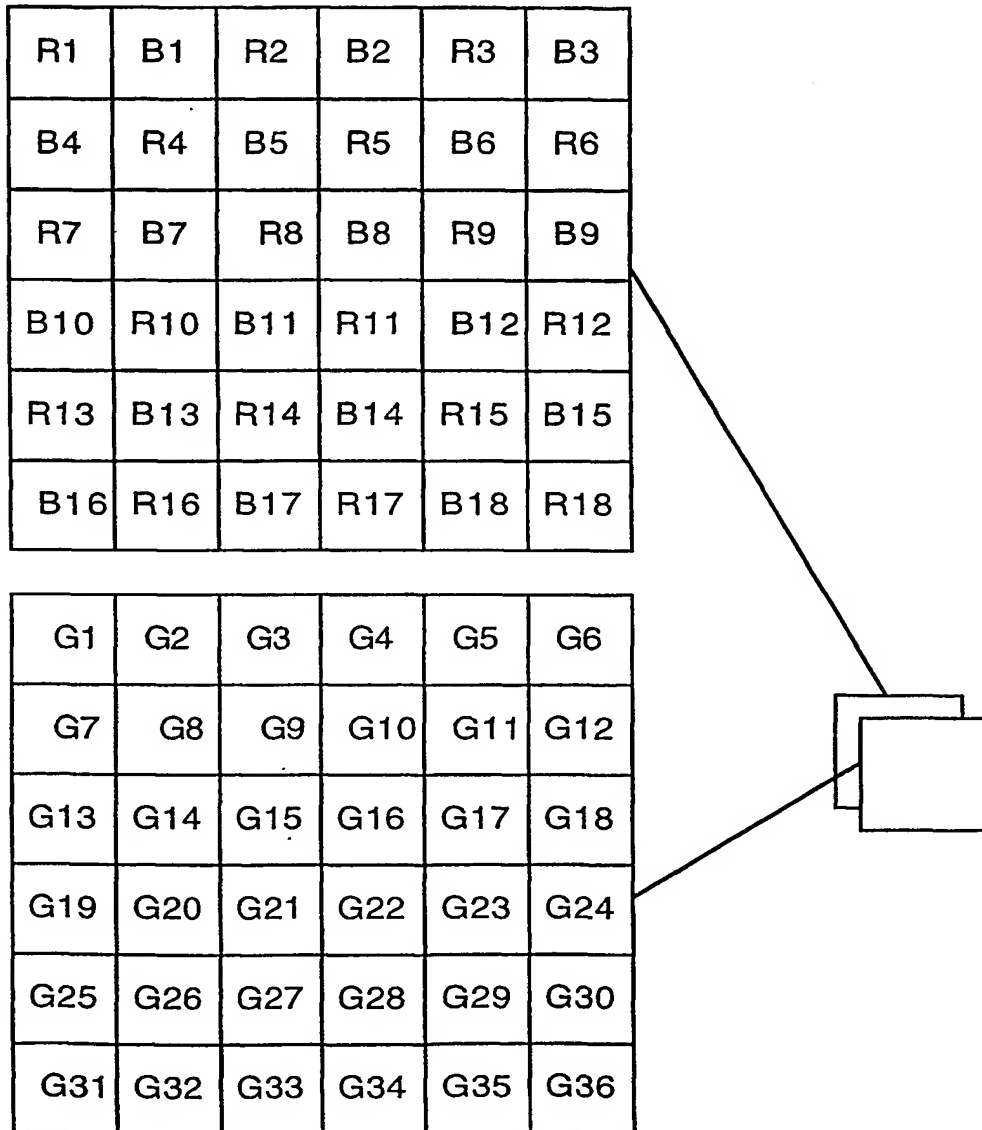 R1 B1 R2 B2 R3 B3
B4 R4 B5 R5 B6 R6
R7 B7 R8 B8 R9 B9
B10 R10 B11 R11 B12 R12
R13 B13 R14 B14 R15 B15
B16 R16 B17 R17 B18 R18
G1 G2 G3 G4 G5 G6
G7 G8 G9 G10 G11 G12
G13 G14 G15 G16 G17 G18
G19 G20 G21 G22 G23 G24
G25 G26 G27 G28 G29 G30
G31 G32 G33 G34 G35 G36